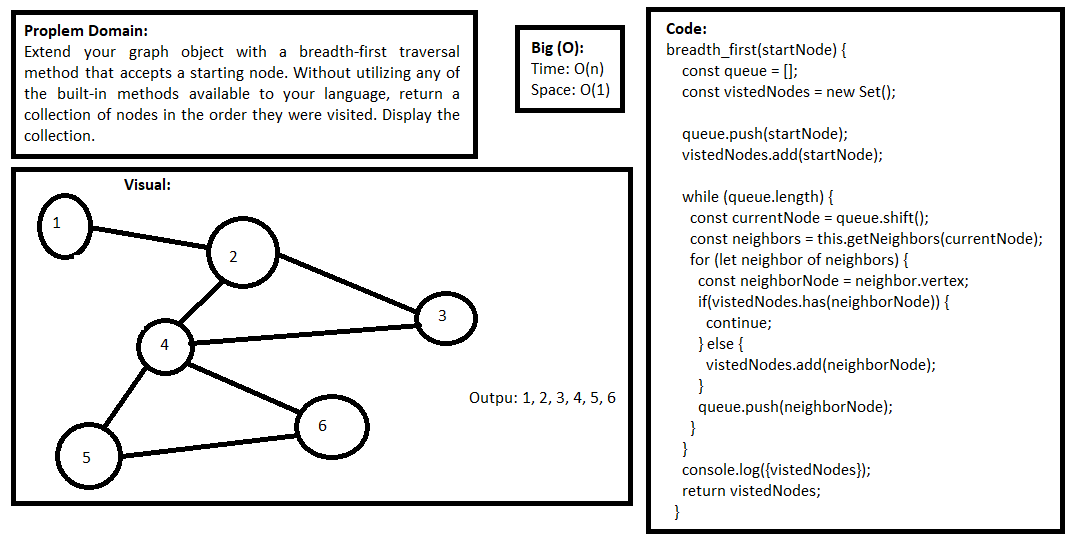 Proplem Domain:
Extend your graph object with a breadth-first traversal
method that accepts a starting node. Without utilizing any of
the built-in methods available to your language, return a
collection of nodes in the order they were visited. Display the
collection.
Big (O):
Time: O(n)
Space: O(1)
Visual:
1
2
3
4
5
6
Outpu: 1, 2, 3, 4, 5, 6
Code:
breadth_first(startNode) {
const queue = [];
const vistedNodes = new Set();
queue.push(startNode);
vistedNodes.add(startNode);
while (queue.length) {
const currentNode = queue.shift();
const neighbors = this.getNeighbors(currentNode);
for (let neighbor of neighbors) {
const neighborNode = neighbor.vertex;
if(vistedNodes.has(neighborNode)) {
continue;
} else {
vistedNodes.add(neighborNode);
}
queue.push(neighborNode);
}
}
console.log({vistedNodes});
return vistedNodes;
}